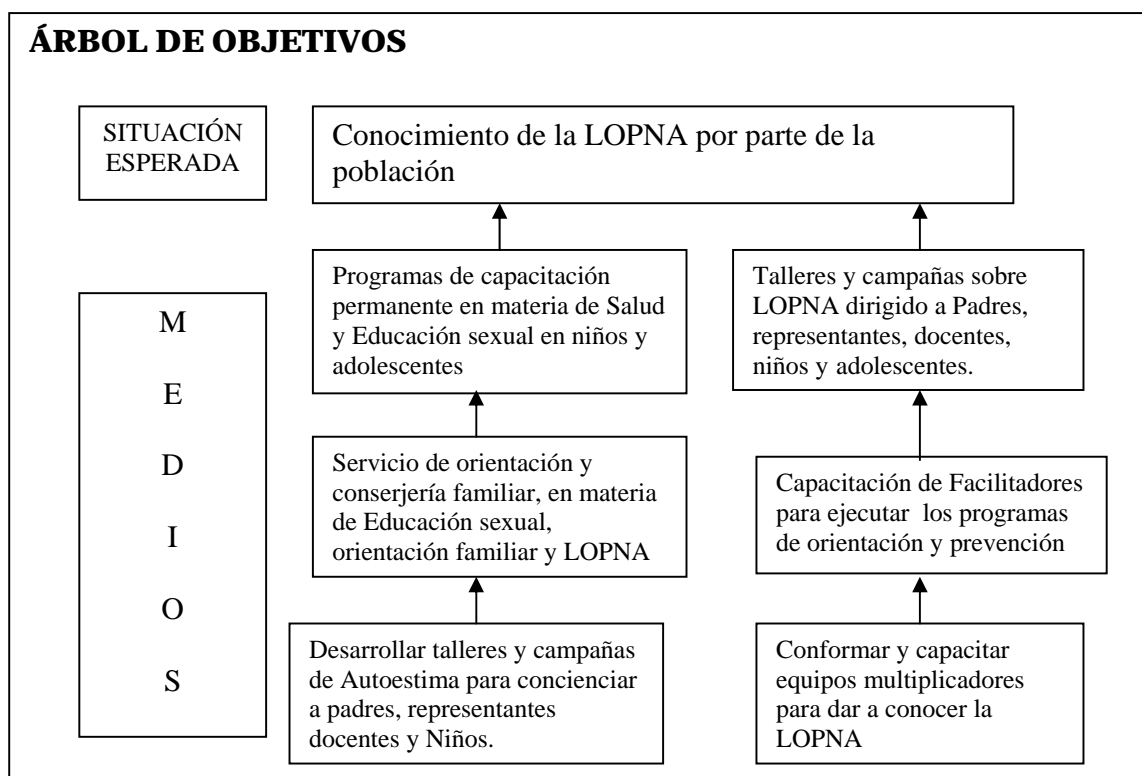 ÁRBOL DE OBJETIVOS
SITUACIÓN
ESPERADA
Conocimiento de la LOPNA por parte de la
población
M
E
D
I
O
S
Programas de capacitación
permanente en materia de Salud
y Educación sexual en niños y
adolescentes
Talleres y campañas sobre
LOPNA dirigido a Padres,
representantes, docentes,
niños y adolescentes.
Servicio de orientación y
conserjería familiar, en materia
de Educación sexual,
orientación familiar y LOPNA
Capacitación de Facilitadores
para ejecutar los programas
de orientación y prevención
Desarrollar talleres y campañas
de Autoestima para concienciar
a padres, representantes
docentes y Niños.
Conformar y capacitar
equipos multiplicadores
para dar a conocer la
LOPNA